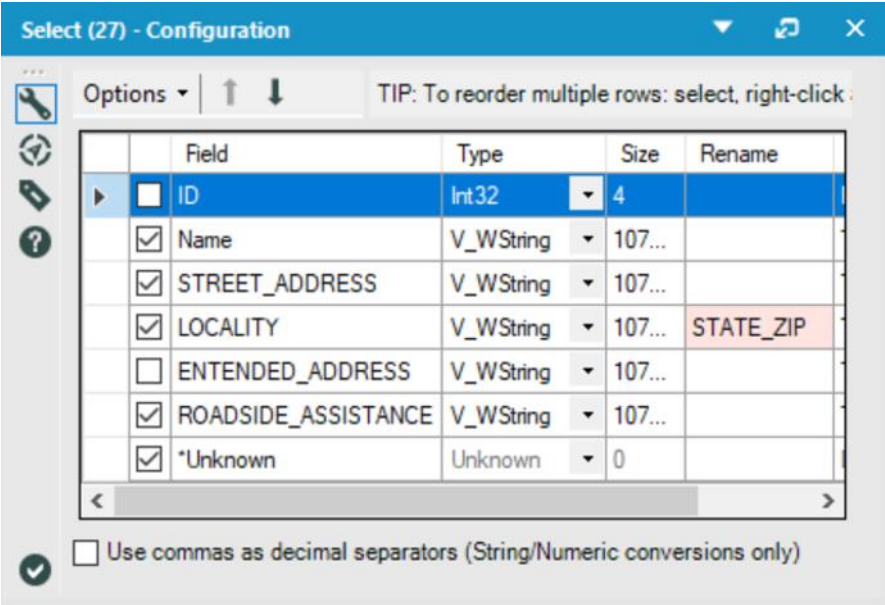 Select (27) - Configuration
Options TIP: To reorder multiple rows: select, right-click
Field Type Size Rename
ID Int32 4
Name V_WString 107...
STREET_ADDRESS V_WString 107...
LOCALITY V_WString 107... STATE_ZIP
ENTENDED_ADDRESS V_WString 107...
ROADSIDE_ASSISTANCE V_WString 107...
*Unknown Unknown 0
Use commas as decimal separators (String/Numeric conversions only)